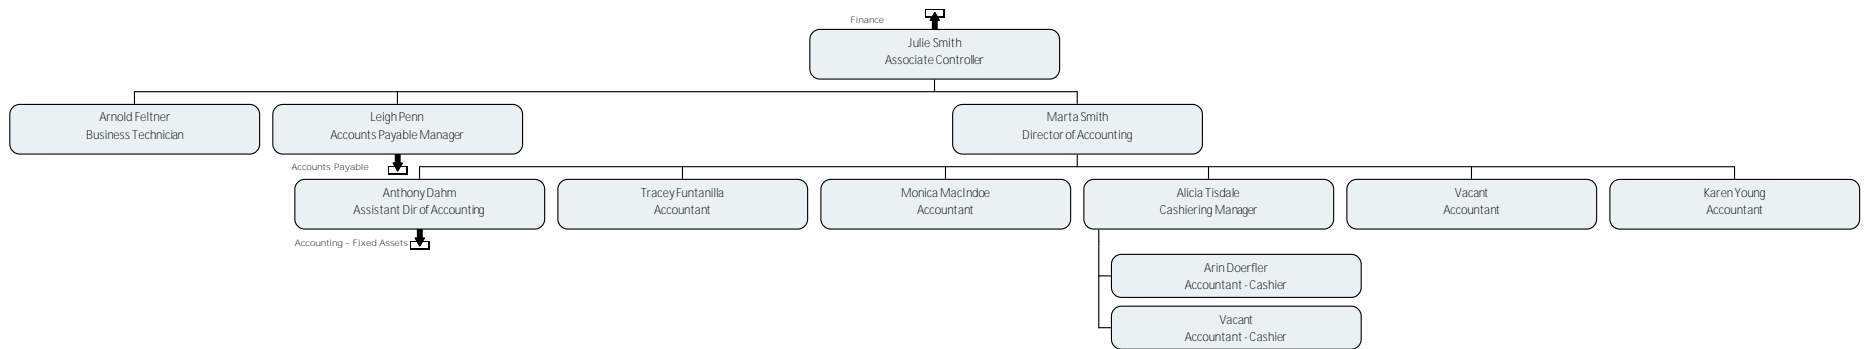 Finance
Julie Smith
Associate Controller
Arnold Feltner
Business Technician
Leigh Penn
Accounts Payable Manager
Marta Smith
Director of Accounting
Accounts Payable
Anthony Dahm
Assistant Dir of Accounting
Tracey Funtanilla
Accountant
Monica MacIndoe
Accountant
Alicia Tisdale
Cashiering Manager
Vacant
Accountant
Karen Young
Accountant
Accounting - Fixed Assets
Arin Doerfler
Accountant - Cashier
Vacant
Accountant - Cashier